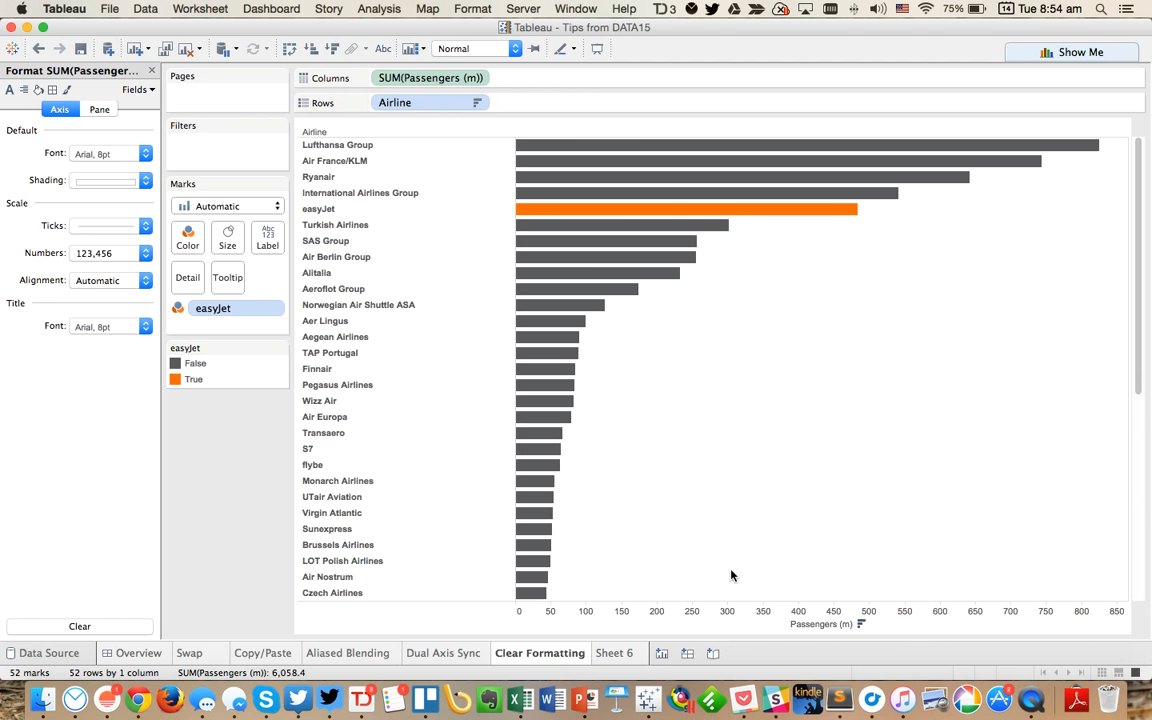 Tableau File Data Worksheet Dashboard Story Analysis Map Format Server Window Help 3 75% 14 Tue 8:54 am
Tableau - Tips from DATA15
Abc Normal Show Me
Format SUM(Passenger... ×
Fields
Axis Pane
Default
Font: Arial, 8pt
Shading:
Scale
Ticks:
Numbers: 123,456
Alignment: Automatic
Title
Font: Arial, 8pt
Clear
Pages
Filters
Marks
Automatic
Color Size Abc 123 Label
Detail Tooltip
easyJet
easyJet
False
True
Columns SUM(Passengers (m))
Rows Airline
Airline
Lufthansa Group
Air France/KLM
Ryanair
International Airlines Group
easyJet
Turkish Airlines
SAS Group
Air Berlin Group
Alitalia
Aeroflot Group
Norwegian Air Shuttle ASA
Aer Lingus
Aegean Airlines
TAP Portugal
Finnair
Pegasus Airlines
Wizz Air
Air Europa
Transaero
S7
flybe
Monarch Airlines
UTair Aviation
Virgin Atlantic
Sunexpress
Brussels Airlines
LOT Polish Airlines
Air Nostrum
Czech Airlines
0 50 100 150 200 250 300 350 400 450 500 550 600 650 700 750 800 850
Passengers (m)
Data Source Overview Swap Copy/Paste Aliased Blending Dual Axis Sync Clear Formatting Sheet 6
52 marks 52 rows by 1 column SUM(Passengers (m)): 6,058.4
kindle